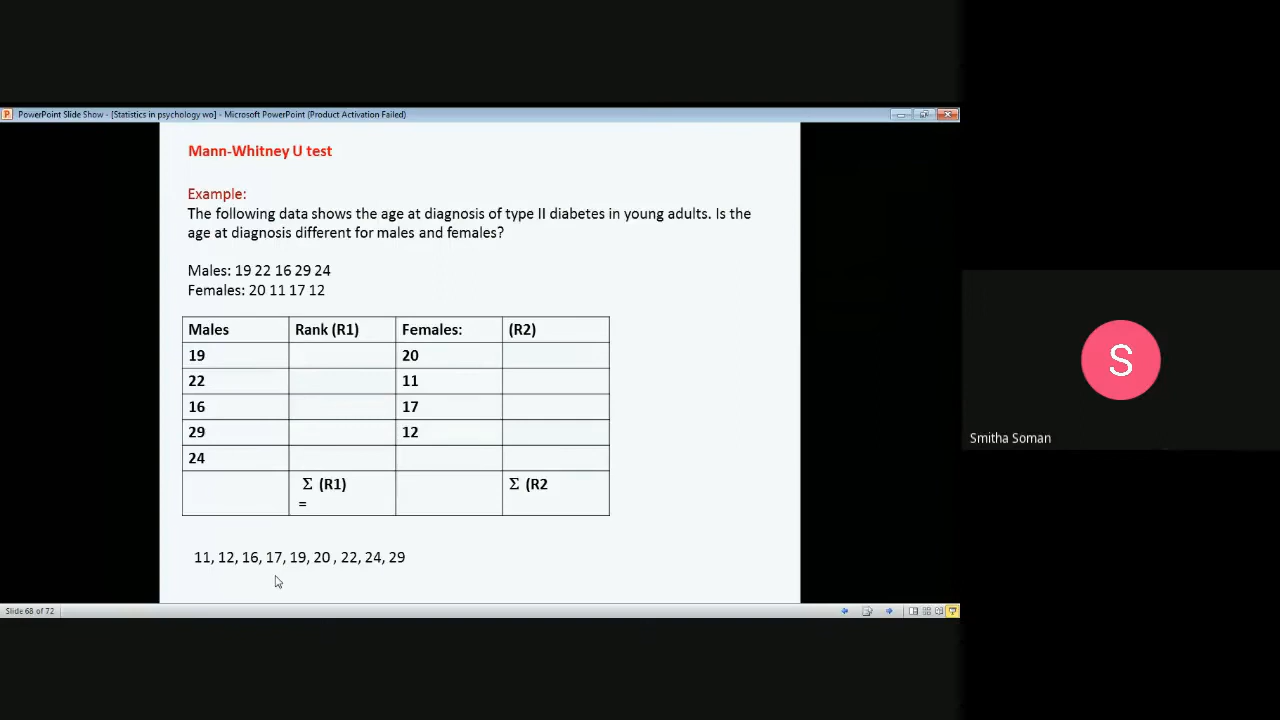 PowerPoint Slide Show - [Statistics in psychology wo] - Microsoft PowerPoint (Product Activation Failed)
Mann-Whitney U test
Example:
The following data shows the age at diagnosis of type II diabetes in young adults. Is the
age at diagnosis different for males and females?
Males: 19 22 16 29 24
Females: 20 11 17 12
Males Rank (R1) Females: (R2)
19 20
22 11
16 17
29 12
24
Σ (R1) Σ (R2
=
11, 12, 16, 17, 19, 20 , 22, 24, 29
Slide 68 of 72
S
Smitha Soman